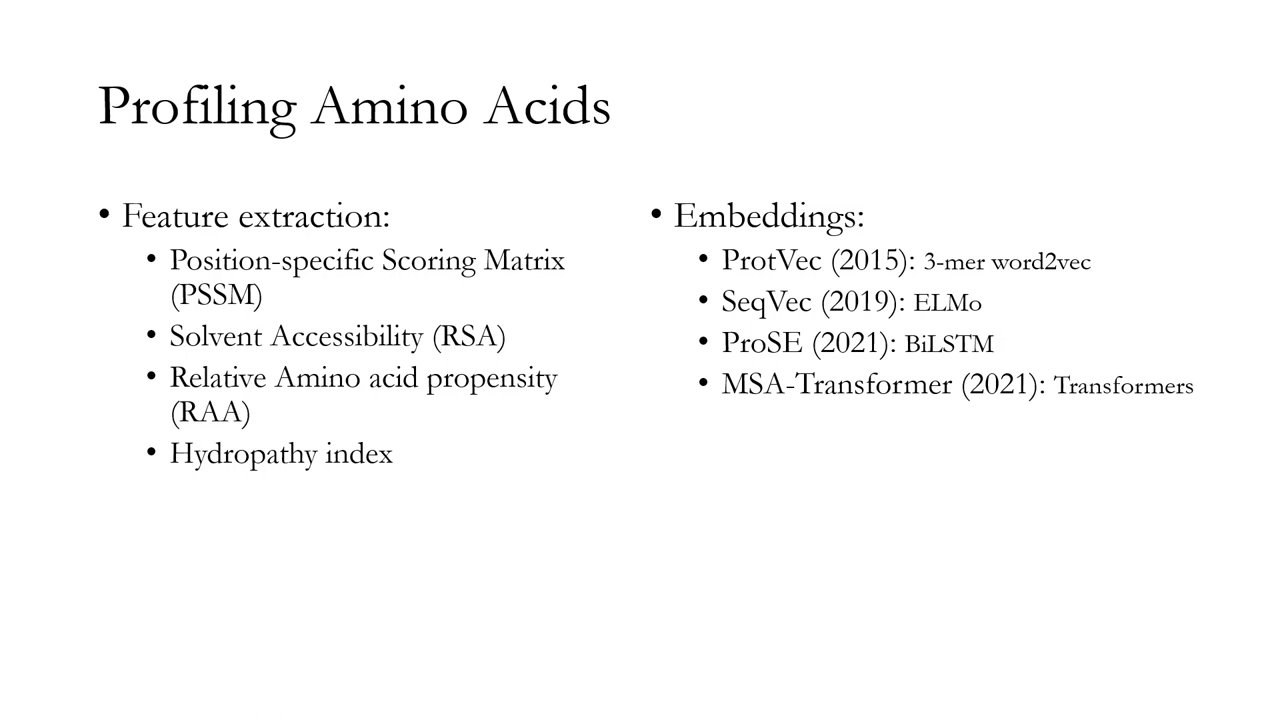 Profiling Amino Acids
• Feature extraction:
• Position-specific Scoring Matrix
(PSSM)
• Solvent Accessibility (RSA)
• Relative Amino acid propensity
(RAA)
• Hydropathy index
• Embeddings:
• ProtVec (2015): 3-mer word2vec
• SeqVec (2019): ELMo
• ProSE (2021): BiLSTM
• MSA-Transformer (2021): Transformers